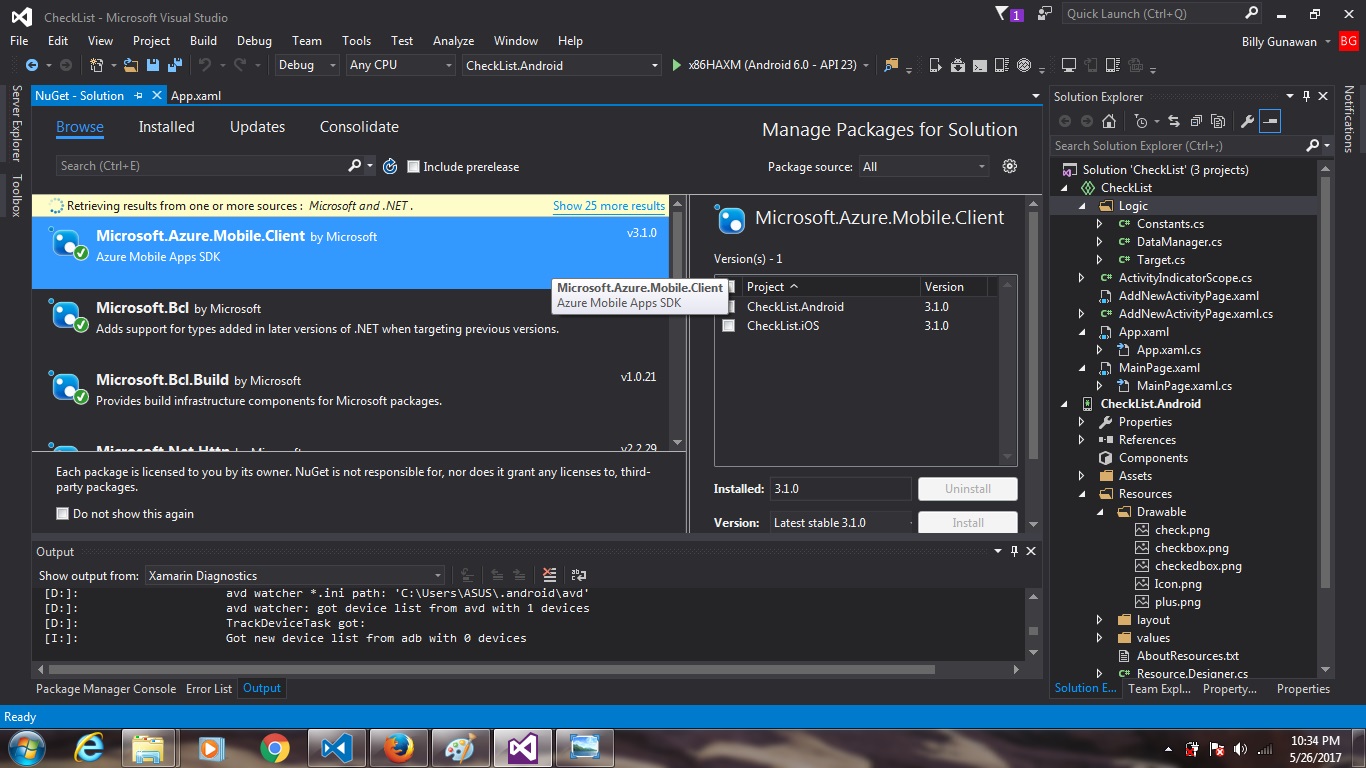 CheckList - Microsoft Visual Studio
1
Quick Launch (Ctrl+Q)
File Edit View Project Build Debug Team Tools Test Analyze Window Help
Billy Gunawan BG
Debug Any CPU CheckList.Android x86HAXM (Android 6.0 - API 23)
Server Explorer
Toolbox
NuGet - Solution App.xaml
Browse Installed Updates Consolidate
Manage Packages for Solution
Search (Ctrl+E)
Include prerelease
Package source: All
Retrieving results from one or more sources : Microsoft and .NET .
Show 25 more results
Microsoft.Azure.Mobile.Client by Microsoft v3.1.0
Azure Mobile Apps SDK
Microsoft.Bcl by Microsoft
Adds support for types added in later versions of .NET when targeting previous versions.
Microsoft.Bcl.Build by Microsoft v1.0.21
Provides build infrastructure components for Microsoft packages.
Microsoft.Net.Http by Microsoft v2.2.29
Each package is licensed to you by its owner. NuGet is not responsible for, nor does it grant any licenses to, third-
party packages.
Do not show this again
Microsoft.Azure.Mobile.Client
Azure Mobile Apps SDK
Microsoft.Azure.Mobile.Client
Version(s) - 1
Project Version
CheckList.Android 3.1.0
CheckList.iOS 3.1.0
Installed: 3.1.0 Uninstall
Version: Latest stable 3.1.0 Install
Output
Show output from: Xamarin Diagnostics
[D:]: avd watcher *.ini path: 'C:\Users\ASUS\.android\avd'
[D:]: avd watcher: got device list from avd with 1 devices
[D:]: TrackDeviceTask got:
[I:]: Got new device list from adb with 0 devices
Package Manager Console Error List Output
Solution Explorer
Search Solution Explorer (Ctrl+;)
Solution 'CheckList' (3 projects)
CheckList
Logic
C# Constants.cs
C# DataManager.cs
C# Target.cs
C# ActivityIndicatorScope.cs
AddNewActivityPage.xaml
C# AddNewActivityPage.xaml.cs
App.xaml
App.xaml.cs
MainPage.xaml
MainPage.xaml.cs
CheckList.Android
Properties
References
Components
Assets
Resources
Drawable
check.png
checkbox.png
checkedbox.png
Icon.png
plus.png
layout
values
AboutResources.txt
C# Resource.Designer.cs
Solution E... Team Expl... Property... Properties
Notifications
Ready
10:34 PM
5/26/2017